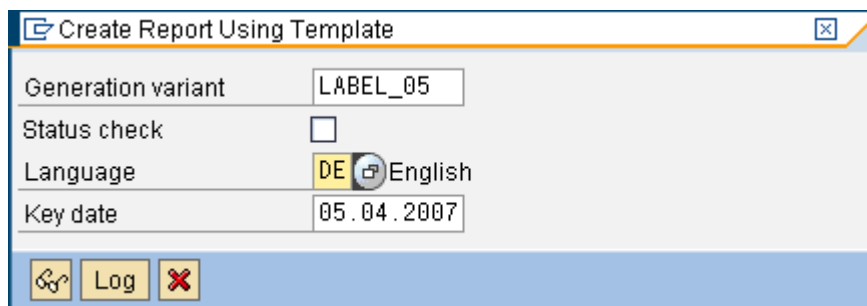 Create Report Using Template
Generation variant LABEL_05
Status check
Language DE English
Key date 05.04.2007
Log